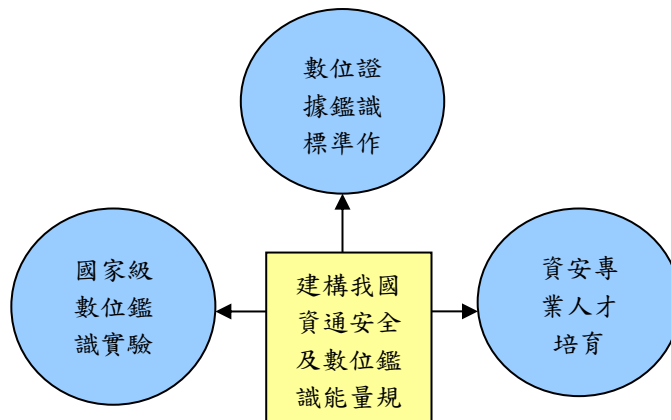 數位證
據鑑識
標準作
國家級
數位鑑
識實驗
建構我國
資通安全
及數位鑑
識能量規
資安專
業人才
培育